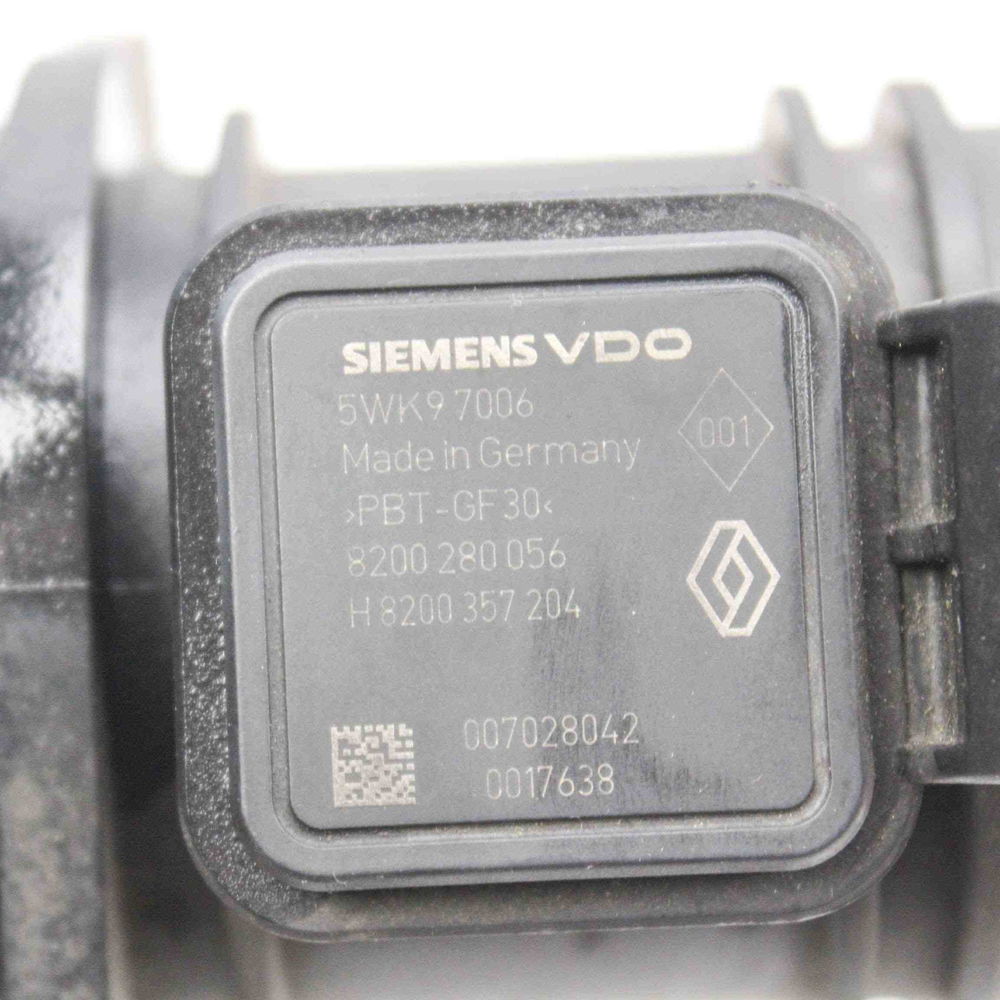 SIEMENS VDO
5WK9 7006
001
Made in Germany
>PBT-GF30<
8200 280 056
H 8200 357 204
007028042
0017638